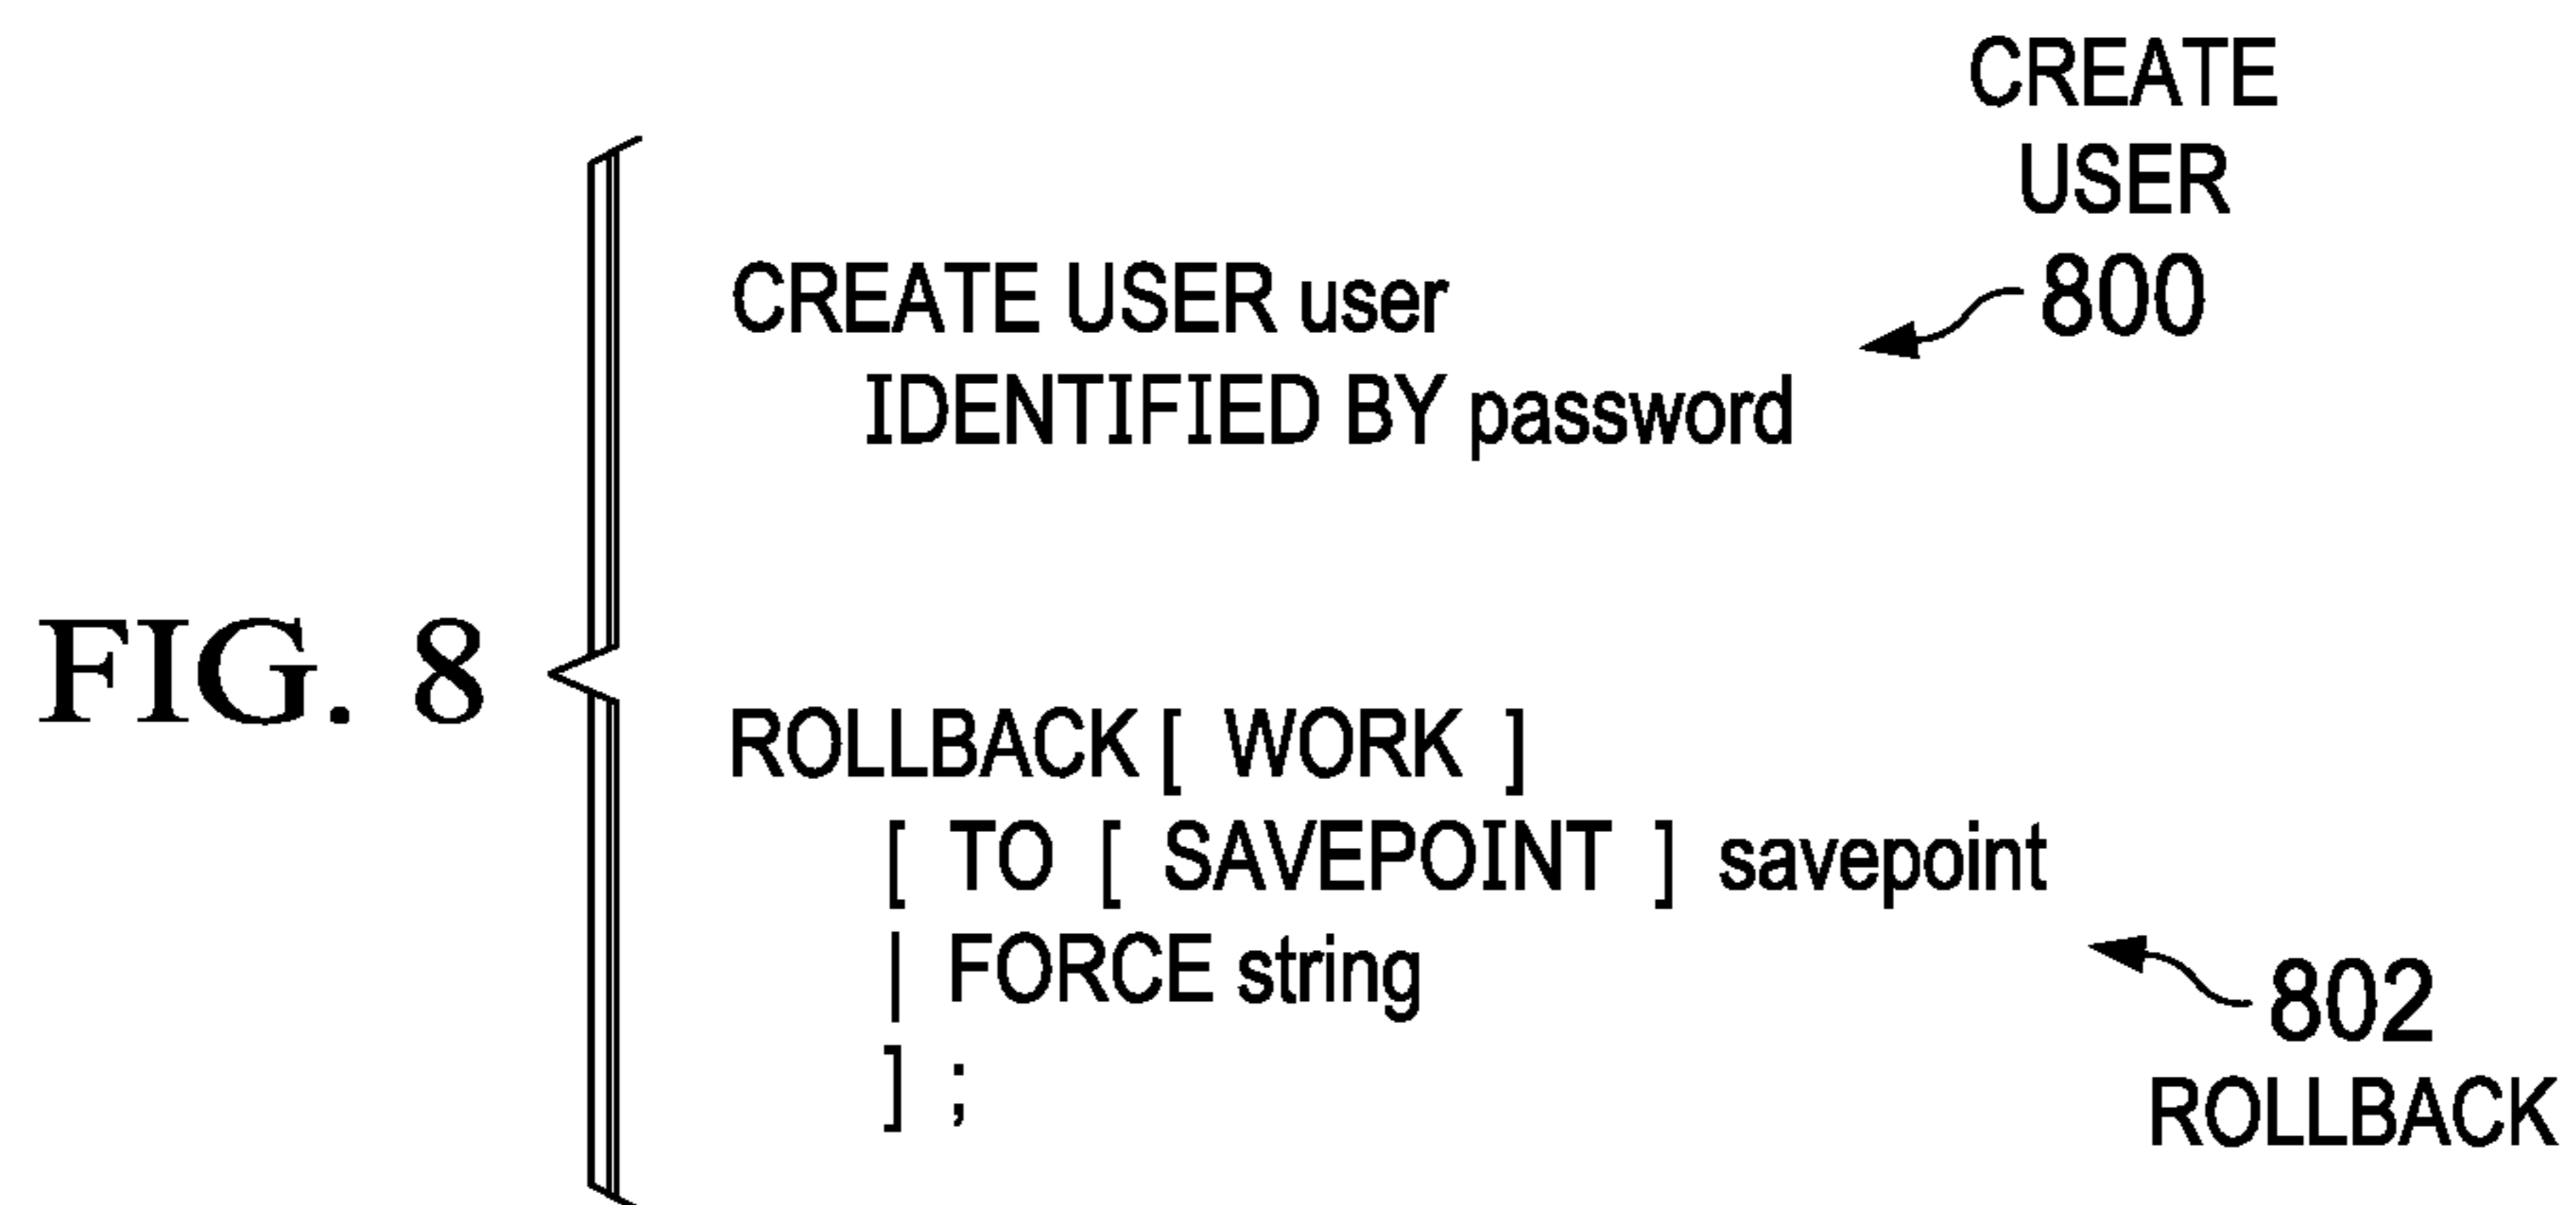 CREATE
USER
800
CREATE USER user
IDENTIFIED BY password
FIG. 8
ROLLBACK [ WORK ]
[ TO [ SAVEPOINT ] savepoint
| FORCE string
] ;
802
ROLLBACK